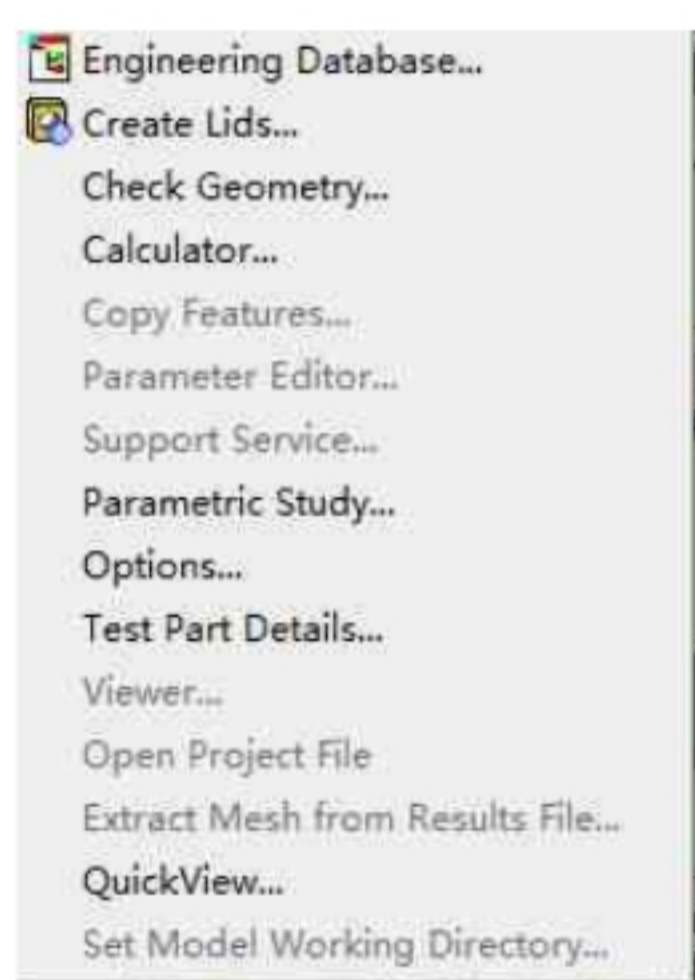 Engineering Database...
Create Lids...
Check Geometry...
Calculator...
Copy Features...
Parameter Editor...
Support Service...
Parametric Study...
Options...
Test Part Details...
Viewer...
Open Project File
Extract Mesh from Results File...
QuickView...
Set Model Working Directory...